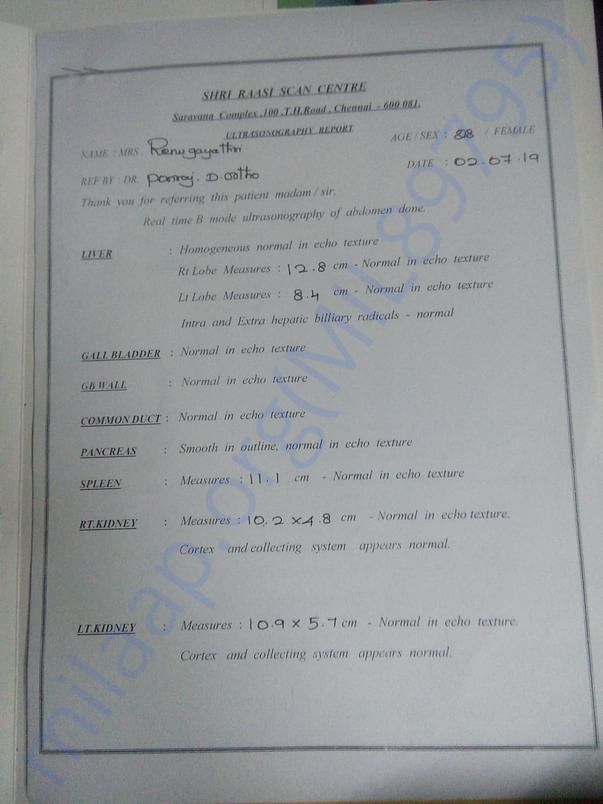 SHRI RAASI SCAN CENTRE
Saravana Complex ,100 ,T.H.Road , Chennai - 600 081.
ULTRASONOGRAPHY REPORT
AGE / SEX : / FEMALE
NAME : MRS. Renugayathri
DATE : 02.07.19
REF BY : DR. D.ortho
Thank you for referring this patient madam / sir.
Real time B mode ultrasonography of abdomen done.
LIVER : Homogeneous normal in echo texture
Rt Lobe Measures : 12.8 cm - Normal in echo texture
Lt Lobe Measures : 8.4 cm - Normal in echo texture
Intra and Extra hepatic billiary radicals - normal
GALL BLADDER : Normal in echo texture
GB WALL : Normal in echo texture
COMMON DUCT : Normal in echo texture
PANCREAS : Smooth in outline, normal in echo texture
SPLEEN : Measures : 11.1 cm - Normal in echo texture
RT.KIDNEY : Measures : 10.2 x 4.8 cm - Normal in echo texture.
Cortex and collecting system appears normal.
LT.KIDNEY : Measures : 10.9 x 5.7 cm - Normal in echo texture.
Cortex and collecting system appears normal.
milaap.org(MIL89795)